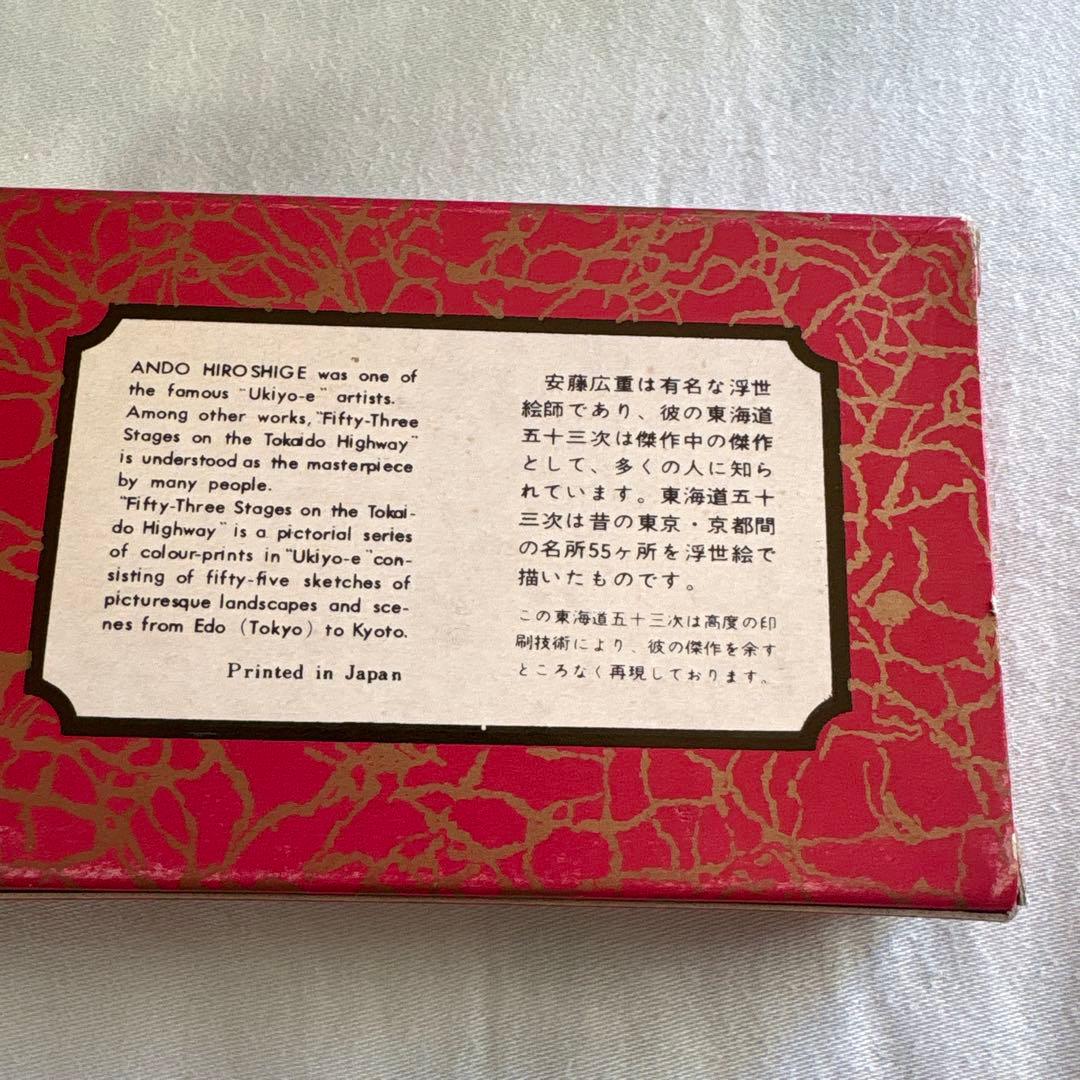 ANDO HIROSHIGE was one of
the famous "Ukiyo-e" artists.
Among other works, "Fifty-Three
Stages on the Tokaido Highway"
is understood as the masterpiece
by many people.
"Fifty-Three Stages on the Tokai-
do Highway" is a pictorial series
of colour-prints in "Ukiyo-e" con-
sisting of fifty-five sketches of
picturesque landscapes and sce-
nes from Edo (Tokyo) to Kyoto.
Printed in Japan
安藤広重は有名な浮世
絵師であり、彼の東海道
五十三次は傑作中の傑作
として、多くの人に知ら
れています。東海道五十
三次は昔の東京・京都間
の名所55ヶ所を浮世絵で
描いたものです。
この東海道五十三次は高度の印
刷技術により、彼の傑作を余す
ところなく再現しております。